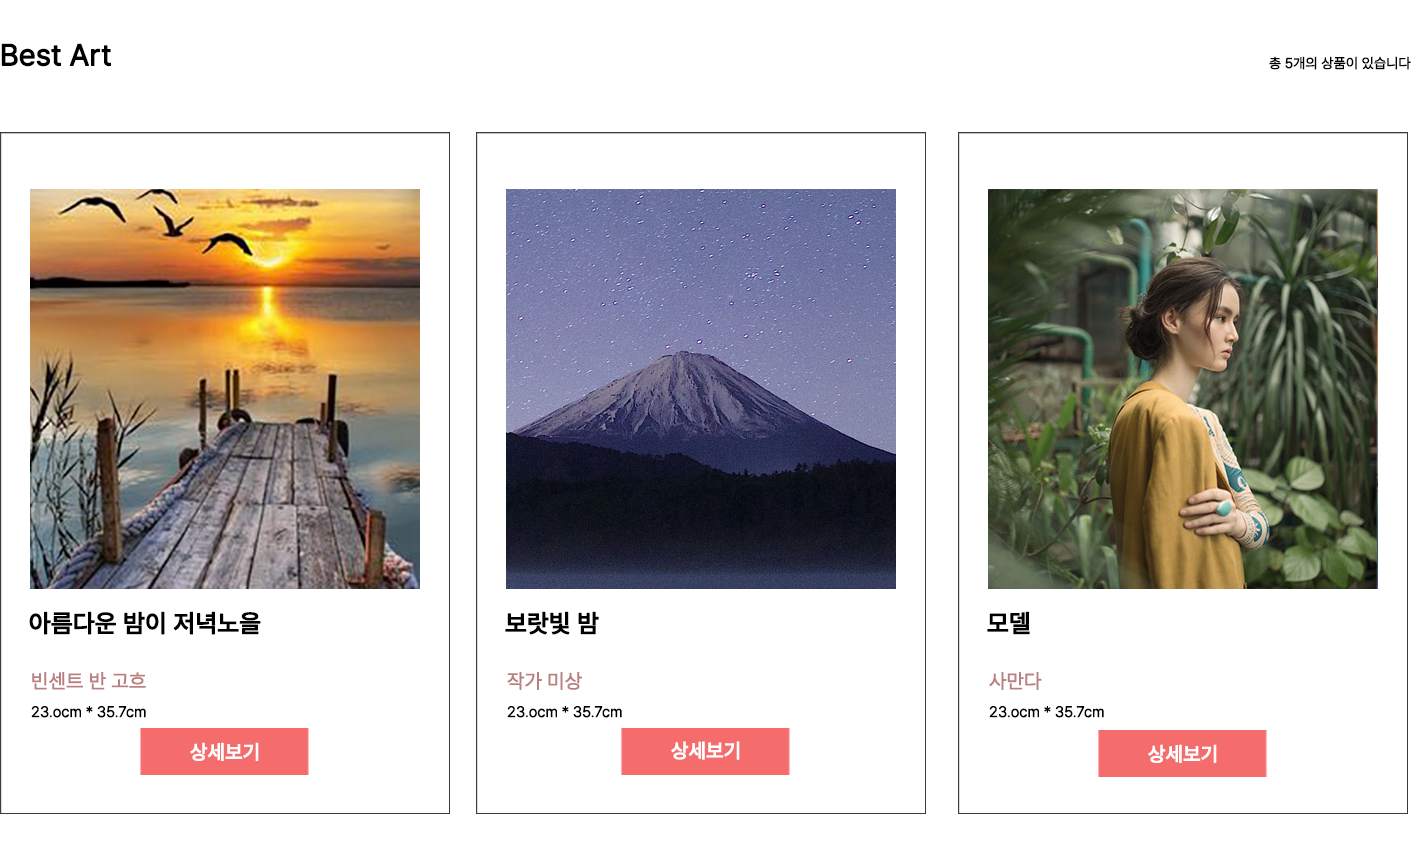 Best Art
총 5개의 상품이 있습니다
아름다운 밤이 저녁노을
빈센트 반 고흐
23.ocm * 35.7cm
상세보기
보랏빛 밤
작가 미상
23.ocm * 35.7cm
상세보기
모델
사만다
23.ocm * 35.7cm
상세보기